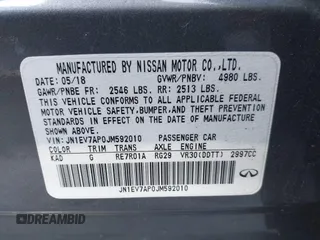 MANUFACTURED BY NISSAN MOTOR CO.,LTD.
DATE: 05/18 GVWR/PNBV: 4980 LBS.
GAWR/PNBE FR: 2546 LBS. RR: 2513 LBS.
THIS VEHICLE CONFORMS TO ALL APPLICABLE FEDERAL
MOTOR VEHICLE SAFETY, BUMPER, AND THEFT PREVENTION
STANDARDS IN EFFECT ON THE DATE OF MANUFACTURE
SHOWN ABOVE.
VIN:JN1EV7AP0JM592010 PASSENGER CAR
COLOR TRIM TRANS AXLE ENGINE
KAD G RE7R01A RG29 VR30(DDTT) 2997CC
JN1EV7AP0JM592010
DREAMBID